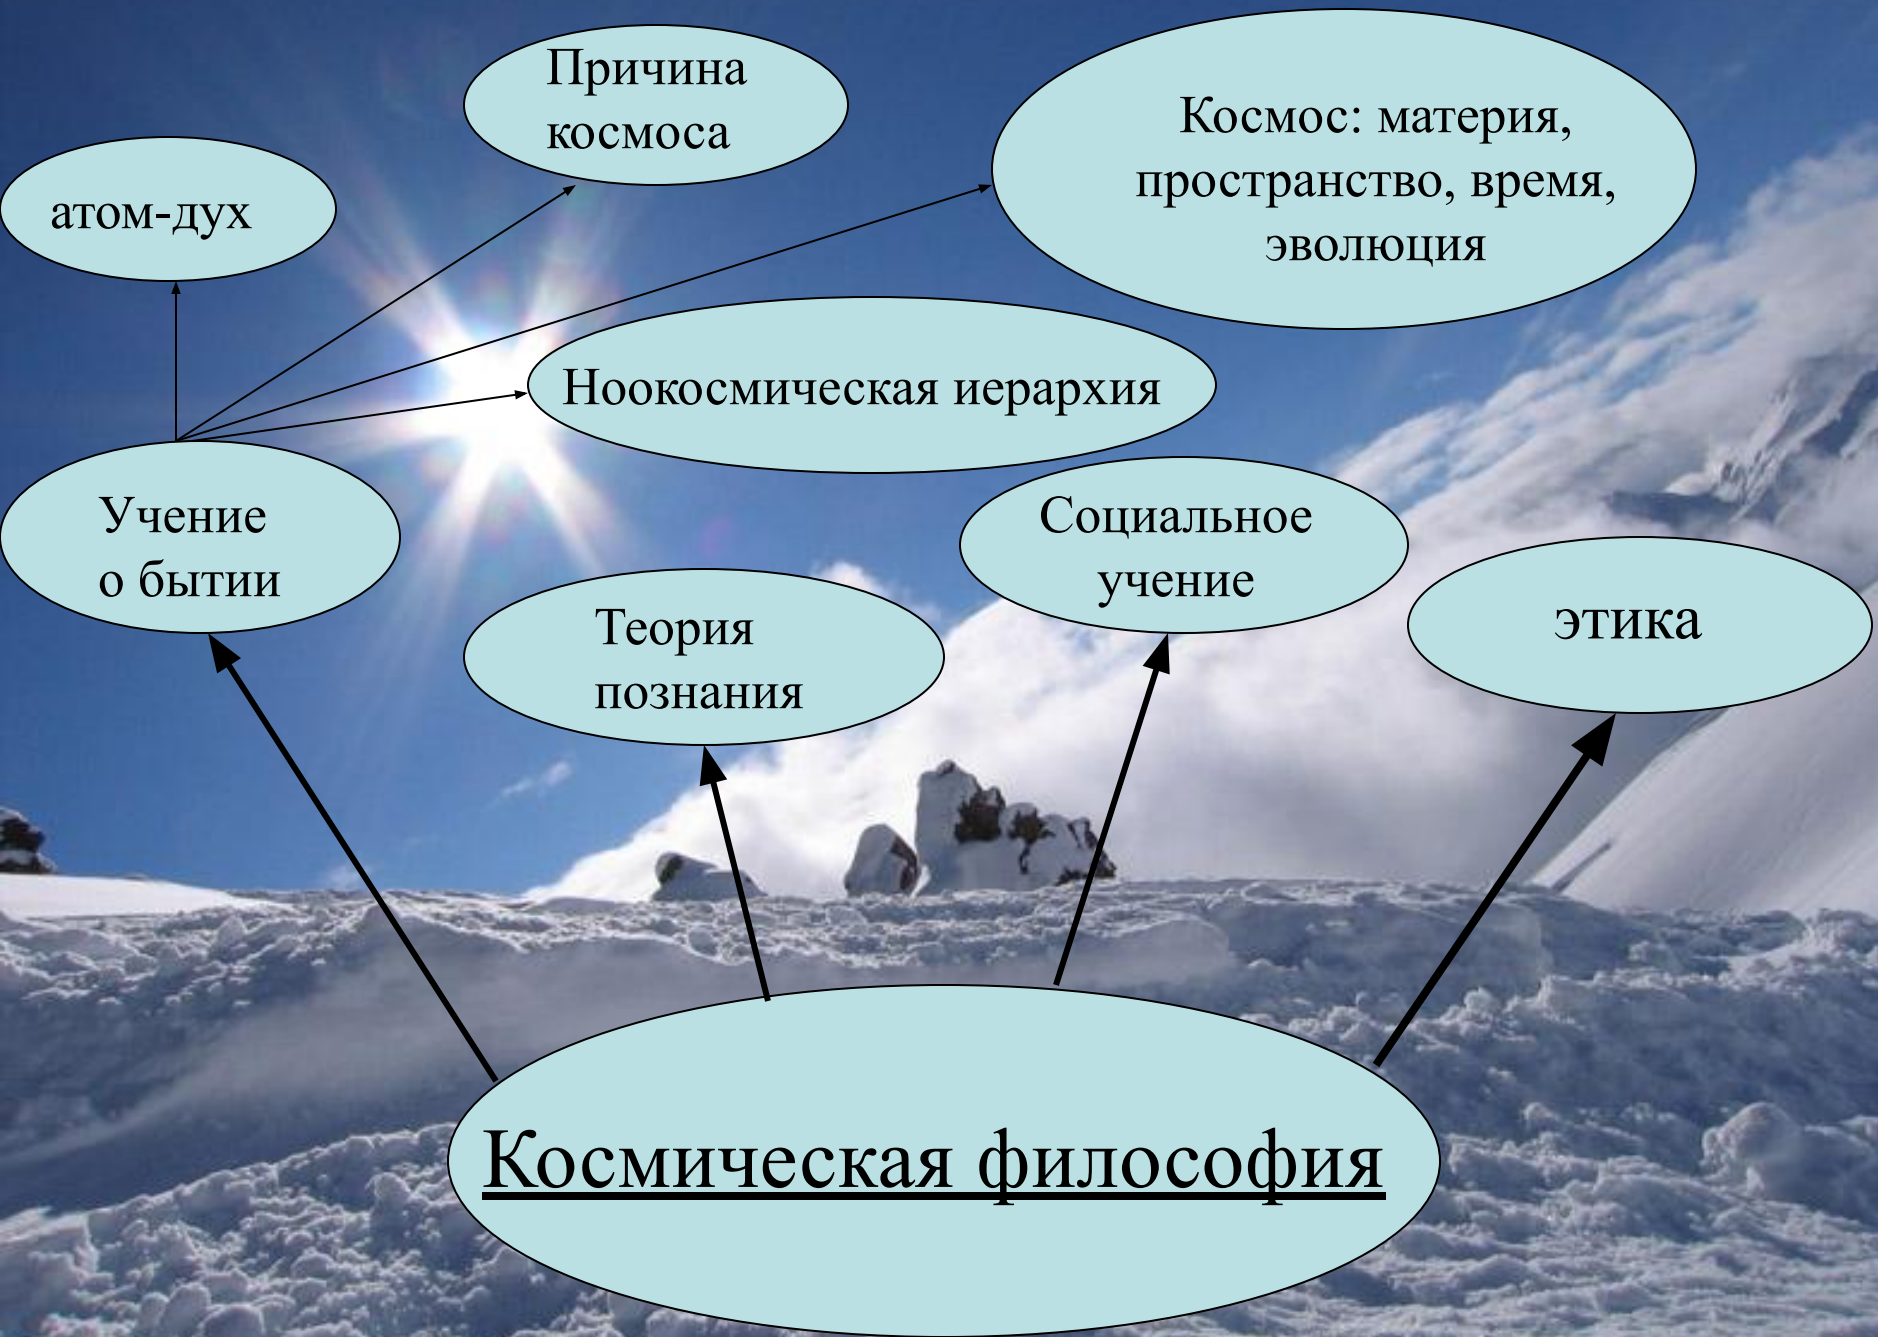 Причина
космоса
Космос: материя,
пространство, время,
эволюция
атом-дух
Ноокосмическая иерархия
Учение
о бытии
Социальное
учение
этика
Теория
познания
Космическая философия